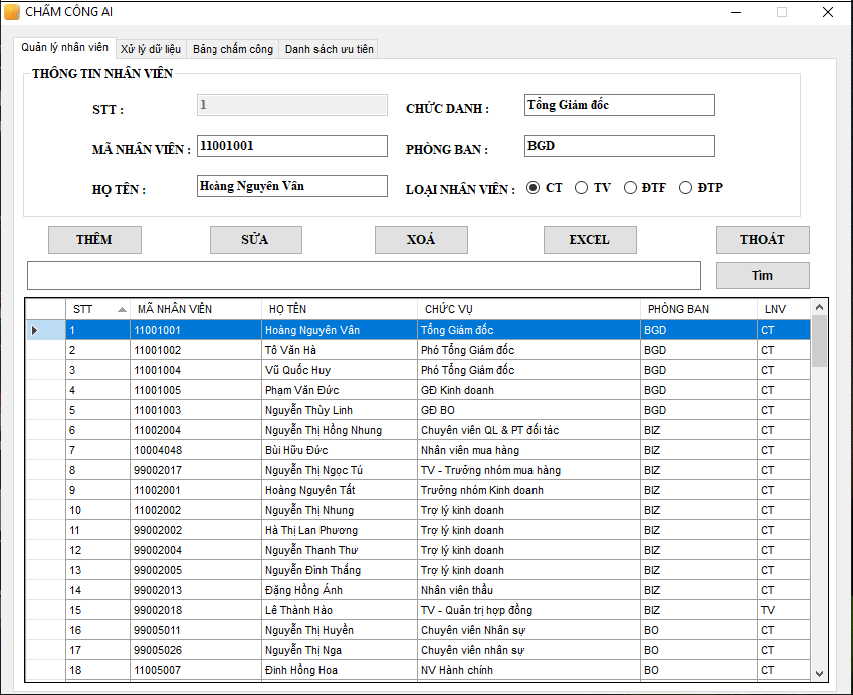 CHẤM CÔNG AI
Quản lý nhân viên Xử lý dữ liệu Bảng chấm công Danh sách ưu tiên
THÔNG TIN NHÂN VIÊN
STT : 1 CHỨC DANH : Tổng Giám đốc
MÃ NHÂN VIÊN : 11001001 PHÒNG BAN : BGD
HỌ TÊN : Hoàng Nguyên Vân LOẠI NHÂN VIÊN : CT TV ĐTF ĐTP
THÊM SỬA XOÁ EXCEL THOÁT
Tìm
STT MÃ NHÂN VIÊN HỌ TÊN CHỨC VỤ PHÒNG BAN LNV
1 11001001 Hoàng Nguyên Vân Tổng Giám đốc BGD CT
2 11001002 Tô Văn Hà Phó Tổng Giám đốc BGD CT
3 11001004 Vũ Quốc Huy Phó Tổng Giám đốc BGD CT
4 11001005 Phạm Văn Đức GĐ Kinh doanh BGD CT
5 11001003 Nguyễn Thùy Linh GĐ BO BGD CT
6 11002004 Nguyễn Thị Hồng Nhung Chuyên viên QL & PT đối tác BIZ CT
7 10004048 Bùi Hữu Đức Nhân viên mua hàng BIZ CT
8 99002017 Nguyễn Thị Ngọc Tú TV - Trưởng nhóm mua hàng BIZ CT
9 11002001 Hoàng Nguyên Tất Trưởng nhóm Kinh doanh BIZ CT
10 11002002 Nguyễn Thị Nhung Trợ lý kinh doanh BIZ CT
11 99002002 Hà Thị Lan Phương Trợ lý kinh doanh BIZ CT
12 99002004 Nguyễn Thanh Thư Trợ lý kinh doanh BIZ CT
13 99002005 Nguyễn Đình Thắng Trợ lý kinh doanh BIZ CT
14 99002013 Đặng Hồng Ánh Nhân viên thầu BIZ CT
15 99002018 Lê Thành Hào TV - Quản trị hợp đồng BIZ TV
16 99005011 Nguyễn Thị Huyền Chuyên viên Nhân sự BO CT
17 99005026 Nguyễn Thị Nga Chuyên viên nhân sự BO CT
18 11005007 Đinh Hồng Hoa NV Hành chính BO CT